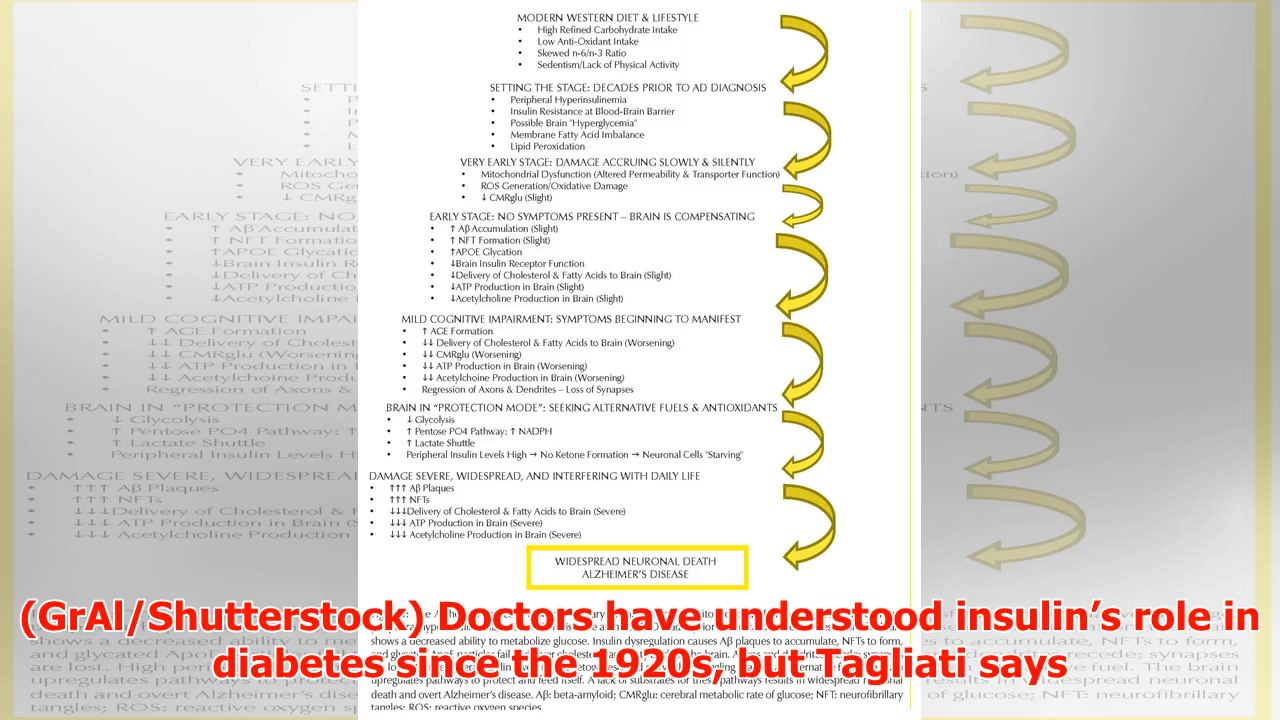 MODERN WESTERN DIET & LIFESTYLE
• High Refined Carbohydrate Intake
• Low Anti-Oxidant Intake
• Skewed n-6/n-3 Ratio
• Sedentism/Lack of Physical Activity
SETTING THE STAGE: DECADES PRIOR TO AD DIAGNOSIS
• Peripheral Hyperinsulinemia
• Insulin Resistance at Blood-Brain Barrier
• Possible Brain "Hyperglycemia"
• Membrane Fatty Acid Imbalance
• Lipid Peroxidation
VERY EARLY STAGE: DAMAGE ACCRUING SLOWLY & SILENTLY
• Mitochondrial Dysfunction (Altered Permeability & Transporter Function)
• ROS Generation/Oxidative Damage
• ↓ CMRglu (Slight)
EARLY STAGE: NO SYMPTOMS PRESENT – BRAIN IS COMPENSATING
• ↑ Aβ Accumulation (Slight)
• ↑ NFT Formation (Slight)
• ↑APOE Glycation
• ↓Brain Insulin Receptor Function
• ↓Delivery of Cholesterol & Fatty Acids to Brain (Slight)
• ↓ATP Production in Brain (Slight)
• ↓Acetylcholine Production in Brain (Slight)
MILD COGNITIVE IMPAIRMENT: SYMPTOMS BEGINNING TO MANIFEST
• ↑ AGE Formation
• ↓↓ Delivery of Cholesterol & Fatty Acids to Brain (Worsening)
• ↓↓ CMRglu (Worsening)
• ↓↓ ATP Production in Brain (Worsening)
• ↓↓ Acetylchoine Production in Brain (Worsening)
• Regression of Axons & Dendrites – Loss of Synapses
BRAIN IN “PROTECTION MODE”: SEEKING ALTERNATIVE FUELS & ANTIOXIDANTS
• ↓ Glycolysis
• ↑ Pentose PO4 Pathway: ↑ NADPH
• ↑ Lactate Shuttle
• Peripheral Insulin Levels High → No Ketone Formation → Neuronal Cells "Starving"
DAMAGE SEVERE, WIDESPREAD, AND INTERFERING WITH DAILY LIFE
• ↑↑↑ Aβ Plaques
• ↑↑↑ NFTs
• ↓↓↓Delivery of Cholesterol & Fatty Acids to Brain (Severe)
• ↓↓↓ ATP Production in Brain (Severe)
• ↓↓↓ Acetylcholine Production in Brain (Severe)
WIDESPREAD NEURONAL DEATH
ALZHEIMER’S DISEASE
(GrAl/Shutterstock) Doctors have understood insulin’s role in
diabetes since the 1920s, but Tagliati says
shows a decreased ability to metabolize glucose. Insulin dysregulation causes Aβ plaques to accumulate, NFTs to form,
upregulates pathways to protect and feed itself. A lack of substrates for these pathways results in widespread neuronal
death and overt Alzheimer’s disease. Aβ: beta-amyloid; CMRglu: cerebral metabolic rate of glucose; NFT: neurofibrillary
tangles; ROS: reactive oxygen species.